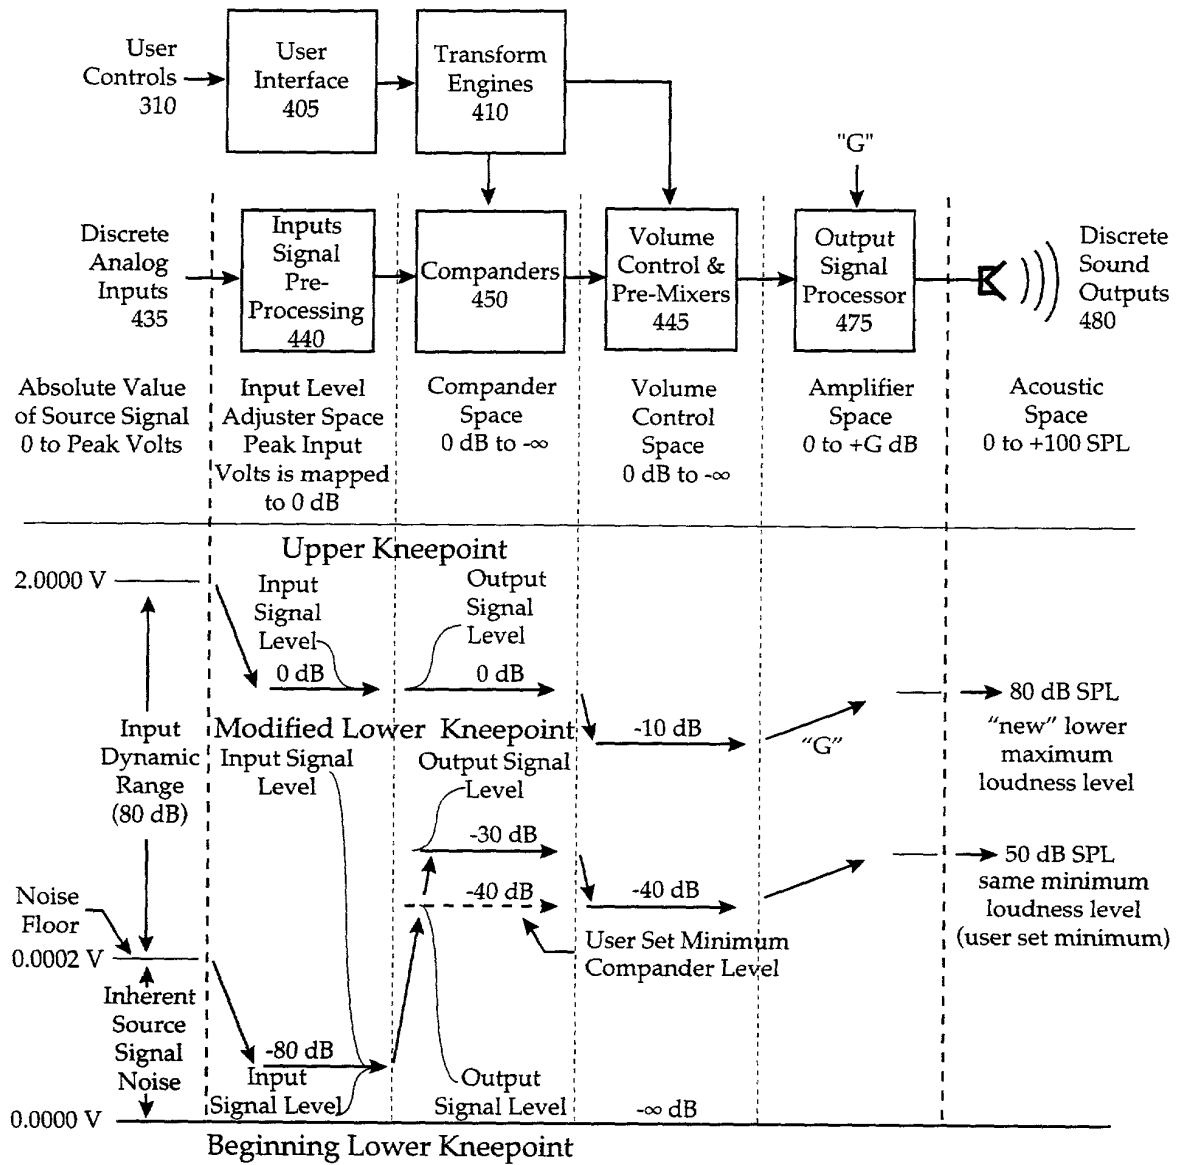 User
Controls
310
User
Interface
405
Transform
Engines
410
"G"
Discrete
Analog
Inputs
435
Inputs
Signal
Pre-
Processing
440
Companders
450
Volume
Control &
Pre-Mixers
445
Output
Signal
Processor
475
Discrete
Sound
Outputs
480
Absolute Value
of Source Signal
0 to Peak Volts
Input Level
Adjuster Space
Peak Input
Volts is mapped
to 0 dB
Compander
Space
0 dB to -∞
Volume
Control
Space
0 dB to -∞
Amplifier
Space
0 to +G dB
Acoustic
Space
0 to +100 SPL
Upper Kneepoint
2.0000 V
Input
Signal
Level
0 dB
Output
Signal
Level
0 dB
-10 dB
"G"
80 dB SPL
"new" lower
maximum
loudness level
Input
Dynamic
Range
(80 dB)
Modified Lower Kneepoint
Input Signal
Level
Output Signal
Level
-30 dB
-40 dB
-40 dB
50 dB SPL
same minimum
loudness level
(user set minimum)
User Set Minimum
Compander Level
Noise
Floor
0.0002 V
Inherent
Source
Signal
Noise
-80 dB
Input
Signal Level
Output
Signal Level
-∞ dB
0.0000 V
Beginning Lower Kneepoint